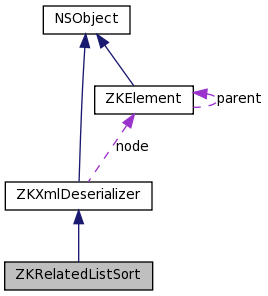 NSObject
ZKElement
parent
node
ZKXmlDeserializer
ZKRelatedListSort